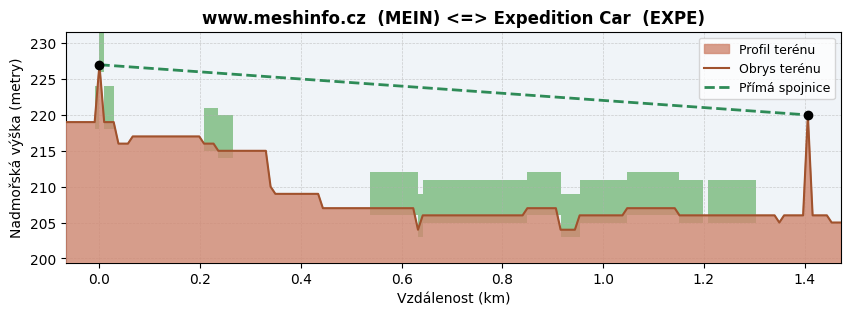 www.meshinfo.cz (MEIN) <=> Expedition Car (EXPE)
Nadmořská výška (metry)
230
225
220
215
210
205
200
Profil terénu
Obrys terénu
Přímá spojnice
0.0 0.2 0.4 0.6 0.8 1.0 1.2 1.4
Vzdálenost (km)